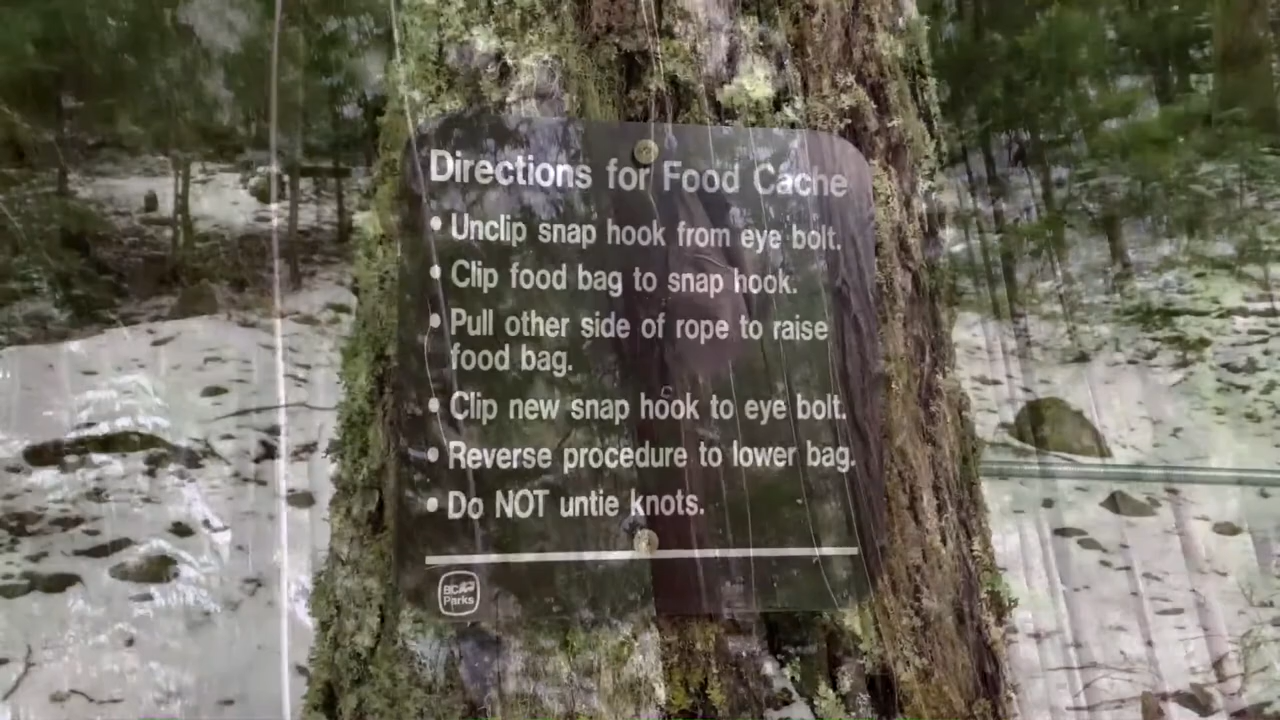 Directions for Food Cache
• Unclip snap hook from eye bolt.
• Clip food bag to snap hook.
• Pull other side of rope to raise
food bag.
• Clip new snap hook to eye bolt.
• Reverse procedure to lower bag.
• Do NOT untie knots.
BC
Parks